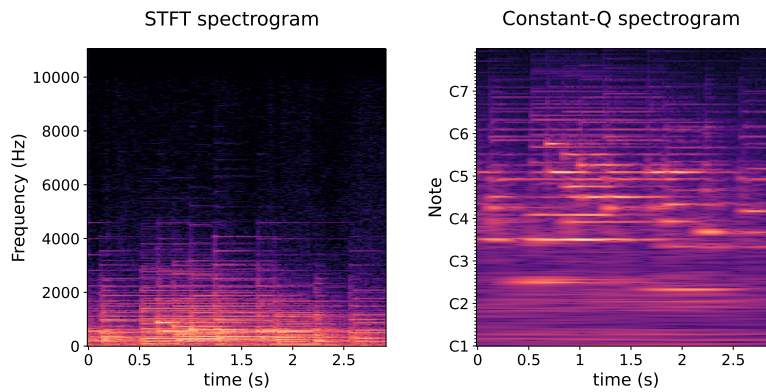 STFT spectrogram
10000
8000
6000
4000
2000
0
Frequency (Hz)
0
0.5
1
1.5
2
2.5
time (s)
Constant-Q spectrogram
C7
C6
C5
C4
C3
C2
C1
Note
0
0.5
1
1.5
2
2.5
time (s)